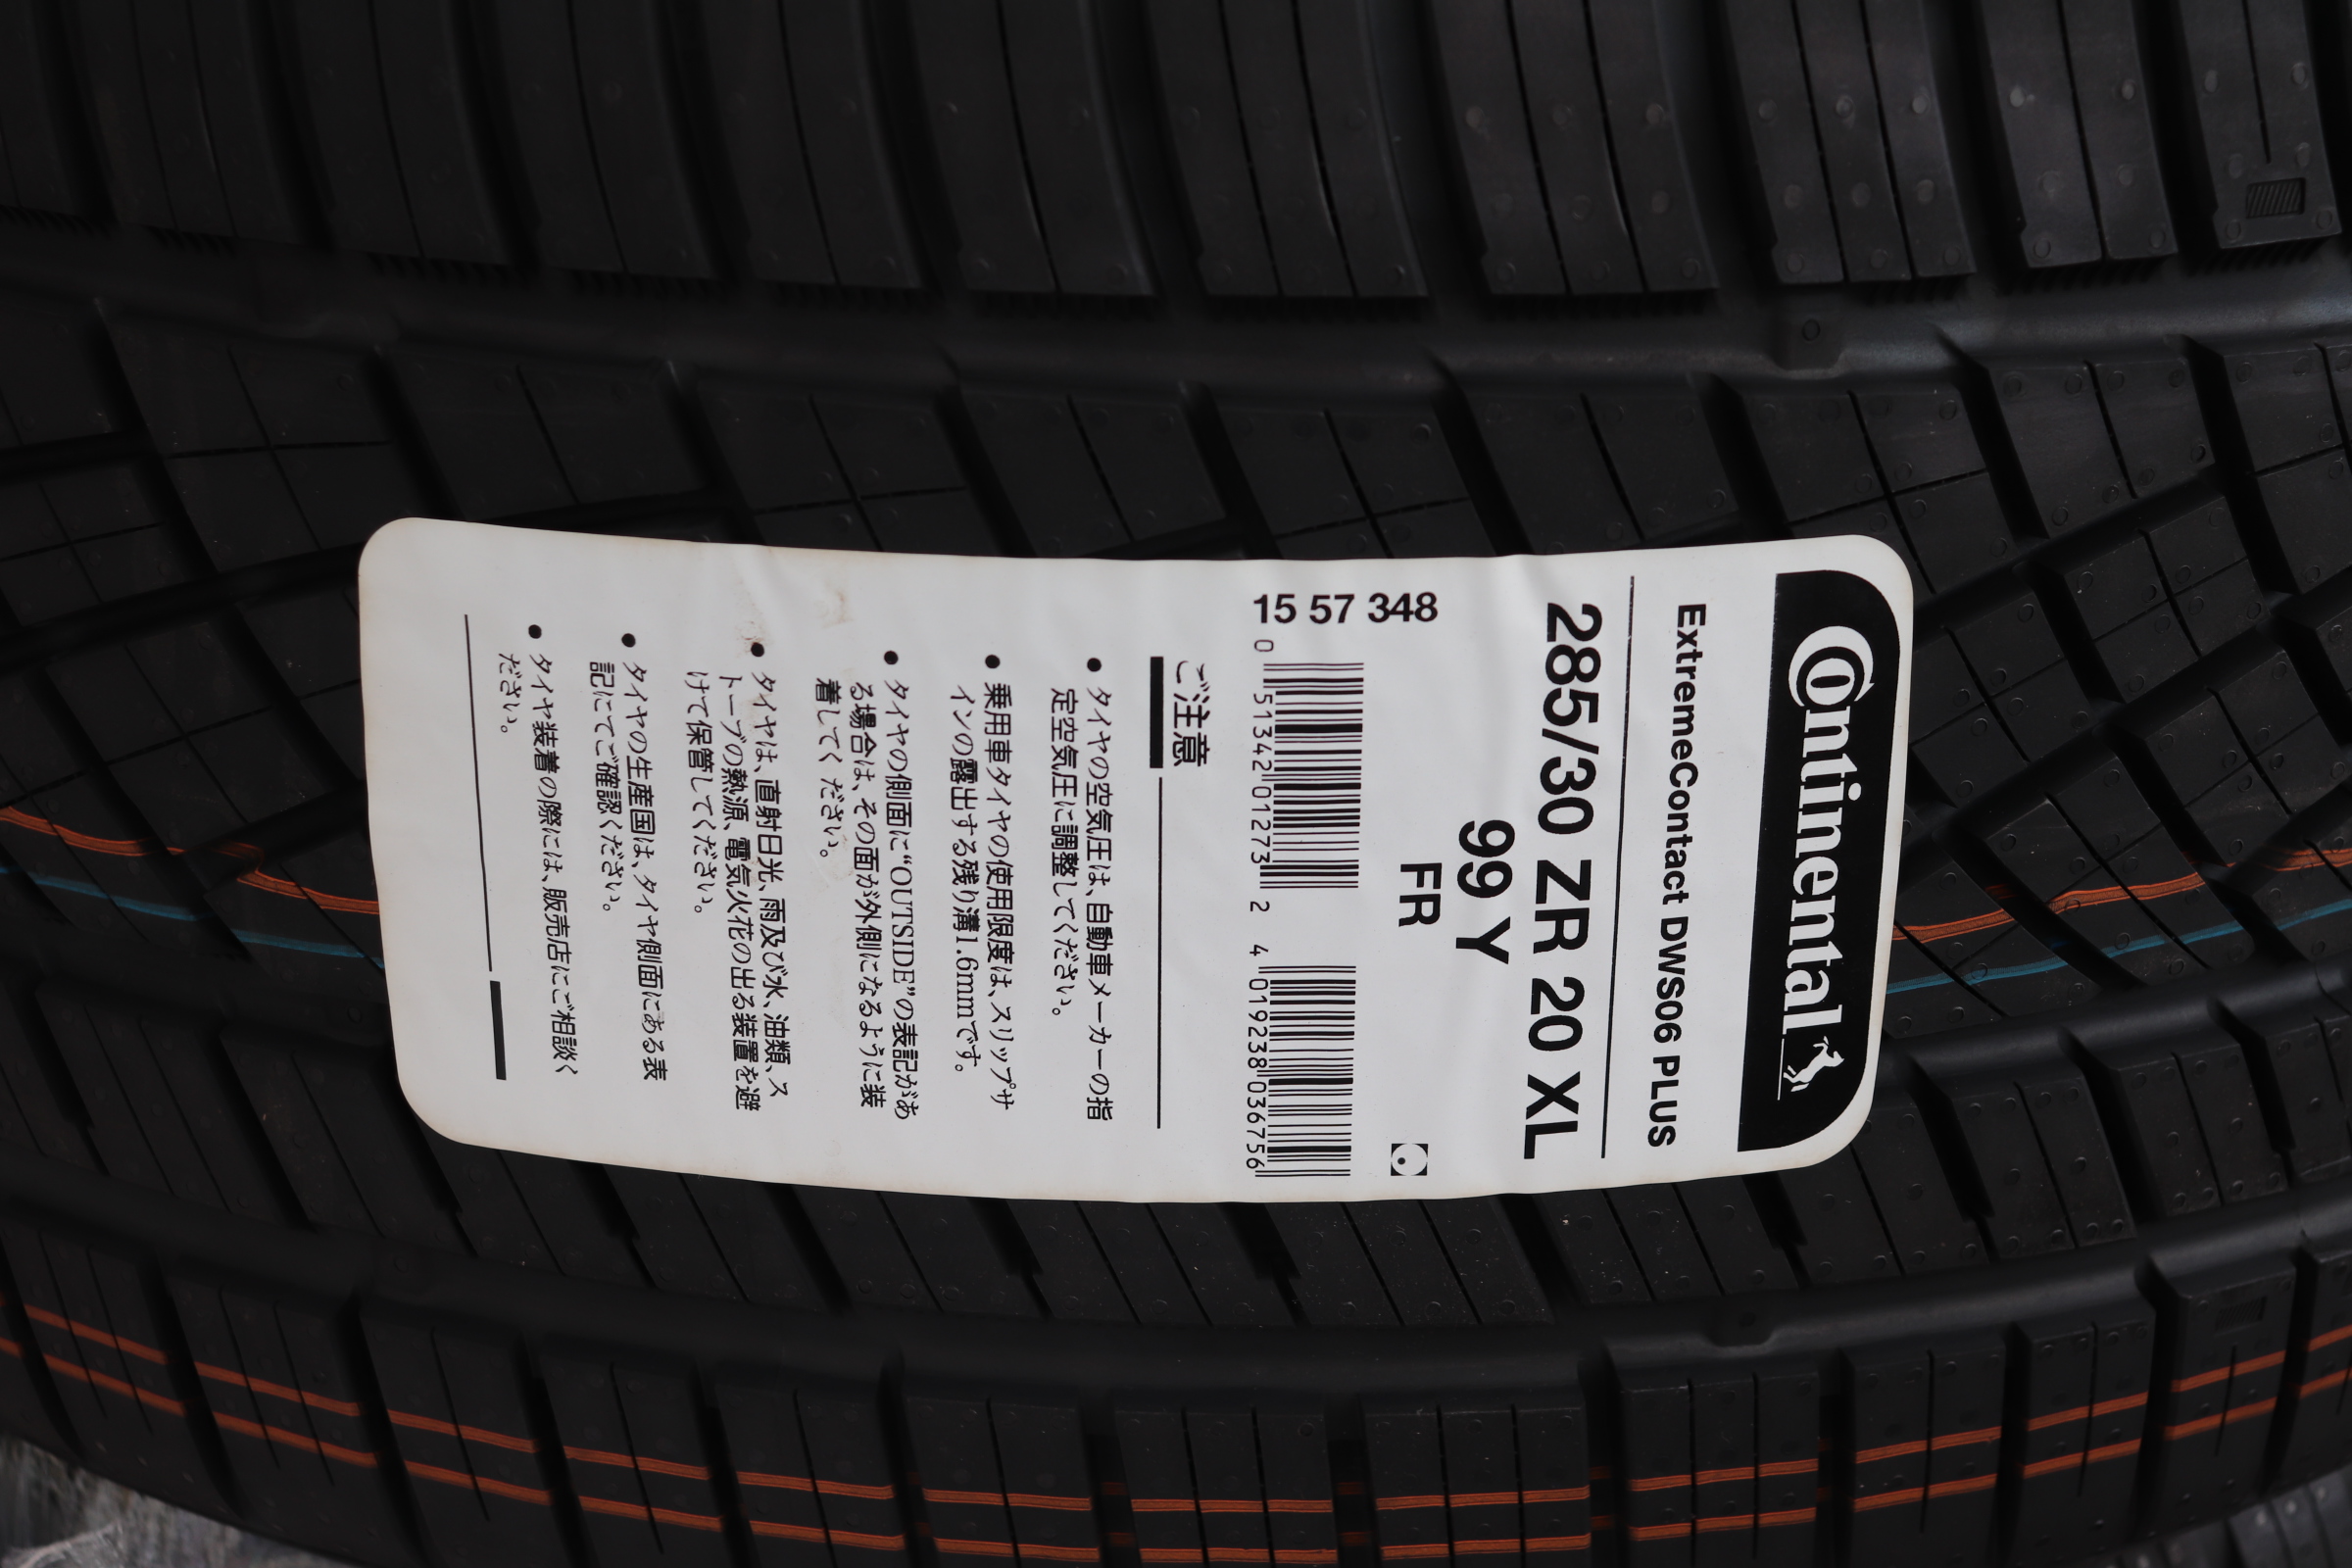 Continental
ExtremeContact DWS06 PLUS
285/30 ZR 20 XL
99 Y
FR
15 57 348
0 51342 01273 2
4 019238 036756
ご注意
● タイヤの空気圧は、自動車メーカーの指
定空気圧に調整してください。
● 乗用車タイヤの使用限度は、スリップサ
インの露出する残り溝1.6mmです。
● タイヤの側面に“OUTSIDE”の表記があ
る場合は、その面が外側になるように装
着してください。
● タイヤは、直射日光、雨及び水、油類、ス
トーブの熱源、電気火花の出る装置を避
けて保管してください。
● タイヤの生産国は、タイヤ側面にある表
記にてご確認ください。
● タイヤ装着の際には、販売店にご相談く
ださい。